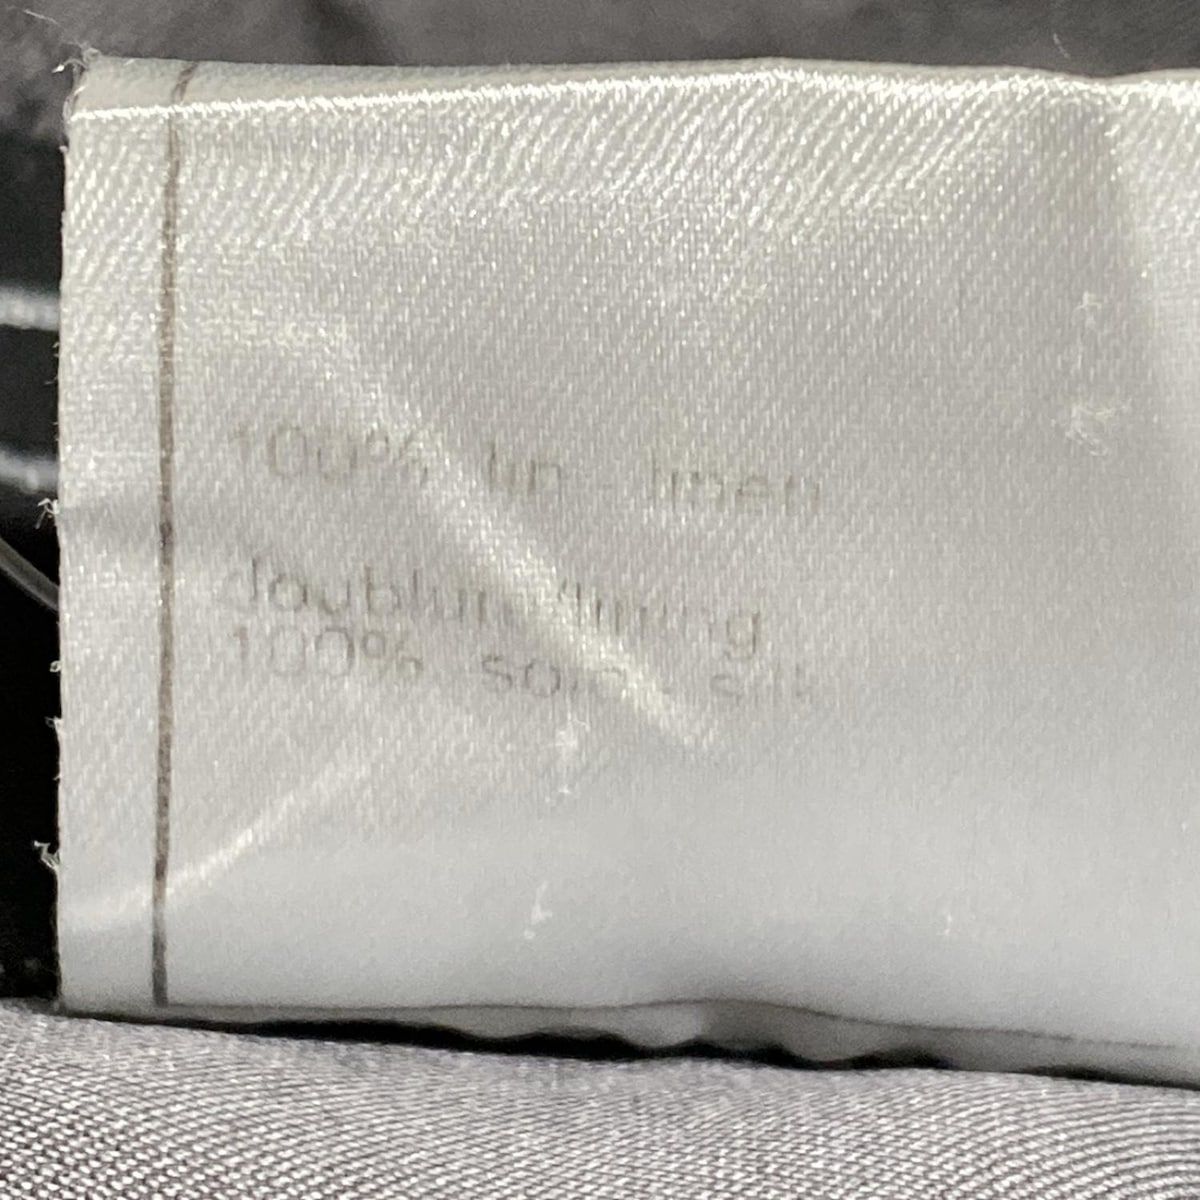 100% lin - linen
doublure/lining
100% soie - silk